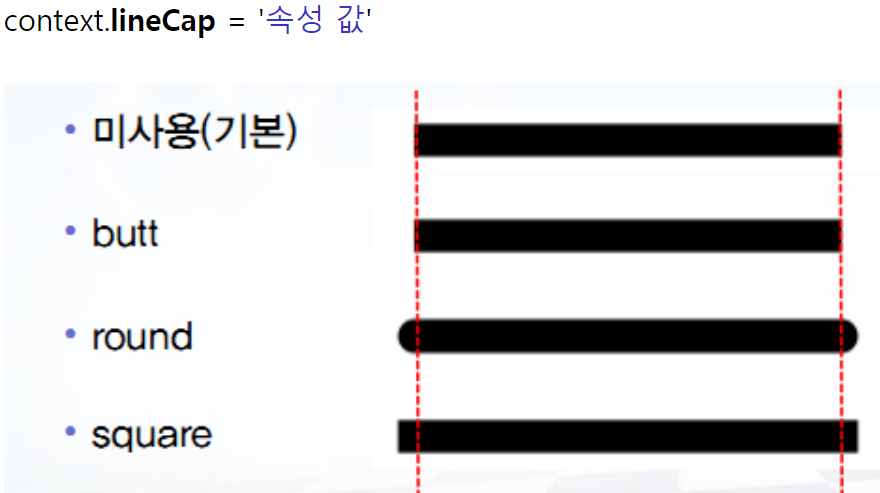 context.lineCap = '속성 값'
• 미사용(기본)
• butt
• round
• square